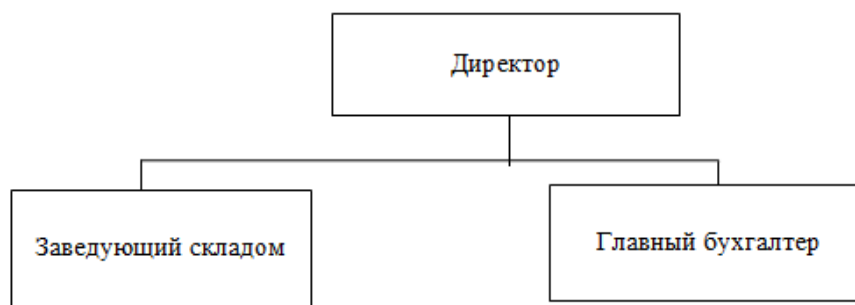 Директор
Заведующий складом
Главный бухгалтер